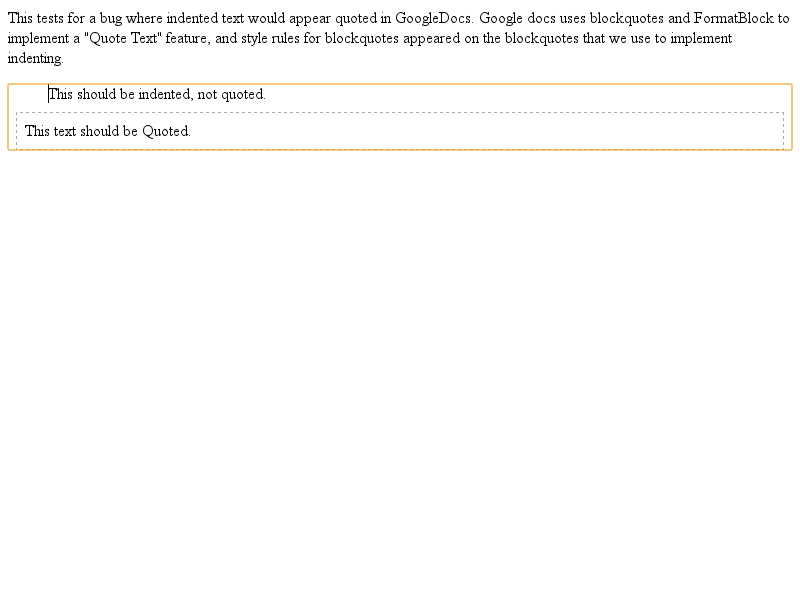 This tests for a bug where indented text would appear quoted in GoogleDocs. Google docs uses blockquotes and FormatBlock to
implement a "Quote Text" feature, and style rules for blockquotes appeared on the blockquotes that we use to implement
indenting.
This should be indented, not quoted.
This text should be Quoted.